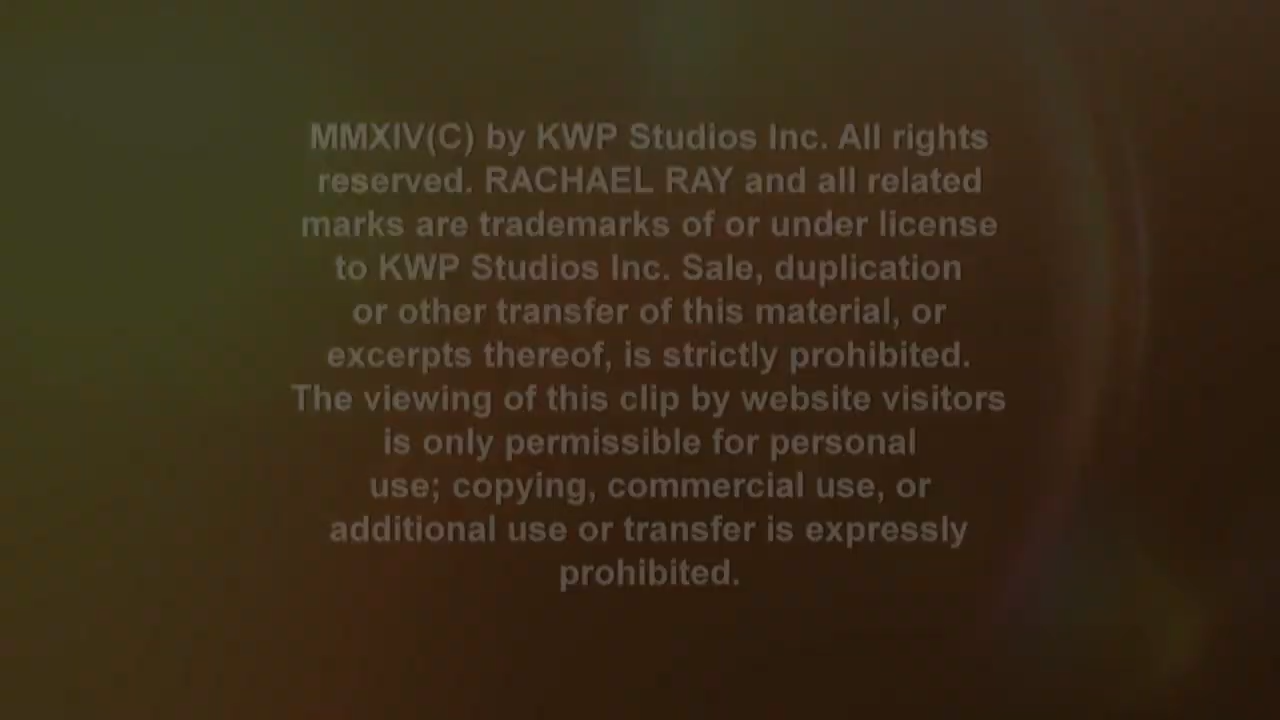 MMXIV(C) by KWP Studios Inc. All rights
reserved. RACHAEL RAY and all related
marks are trademarks of or under license
to KWP Studios Inc. Sale, duplication
or other transfer of this material, or
excerpts thereof, is strictly prohibited.
The viewing of this clip by website visitors
is only permissible for personal
use; copying, commercial use, or
additional use or transfer is expressly
prohibited.